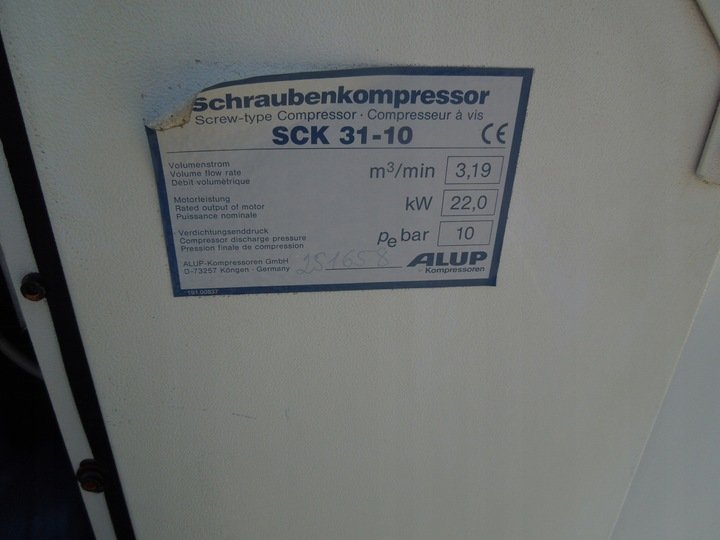 Schraubenkompressor
Screw-type Compressor · Compresseur à vis
SCK 31-10 CE
Volumenstrom
Volume flow rate
Débit volumétrique
m³/min 3,19
Motorleistung
Rated output of motor
Puissance nominale
kW 22,0
Verdichtungsenddruck
Compressor discharge pressure
Pression finale de compression
pe bar 10
ALUP-Kompressoren GmbH
D-73257 Köngen · Germany
251658
ALUP
Kompressoren
191.00837